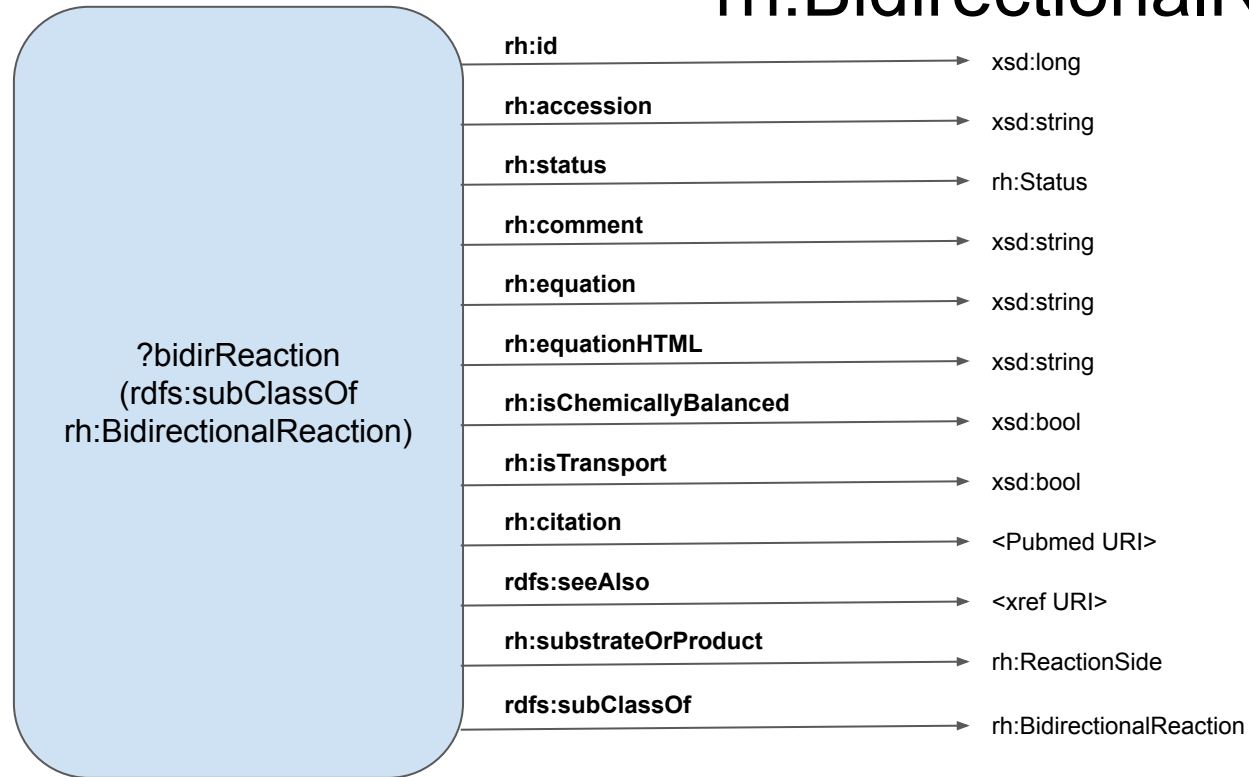 rh:BidirectionalR
rh:id
xsd:long
rh:accession
xsd:string
rh:status
rh:Status
rh:comment
xsd:string
rh:equation
xsd:string
rh:equationHTML
xsd:string
rh:isChemicallyBalanced
xsd:bool
rh:isTransport
xsd:bool
rh:citation
<Pubmed URI>
rdfs:seeAlso
<xref URI>
rh:substrateOrProduct
rh:ReactionSide
rdfs:subClassOf
rh:BidirectionalReaction
?bidirReaction
(rdfs:subClassOf
rh:BidirectionalReaction)